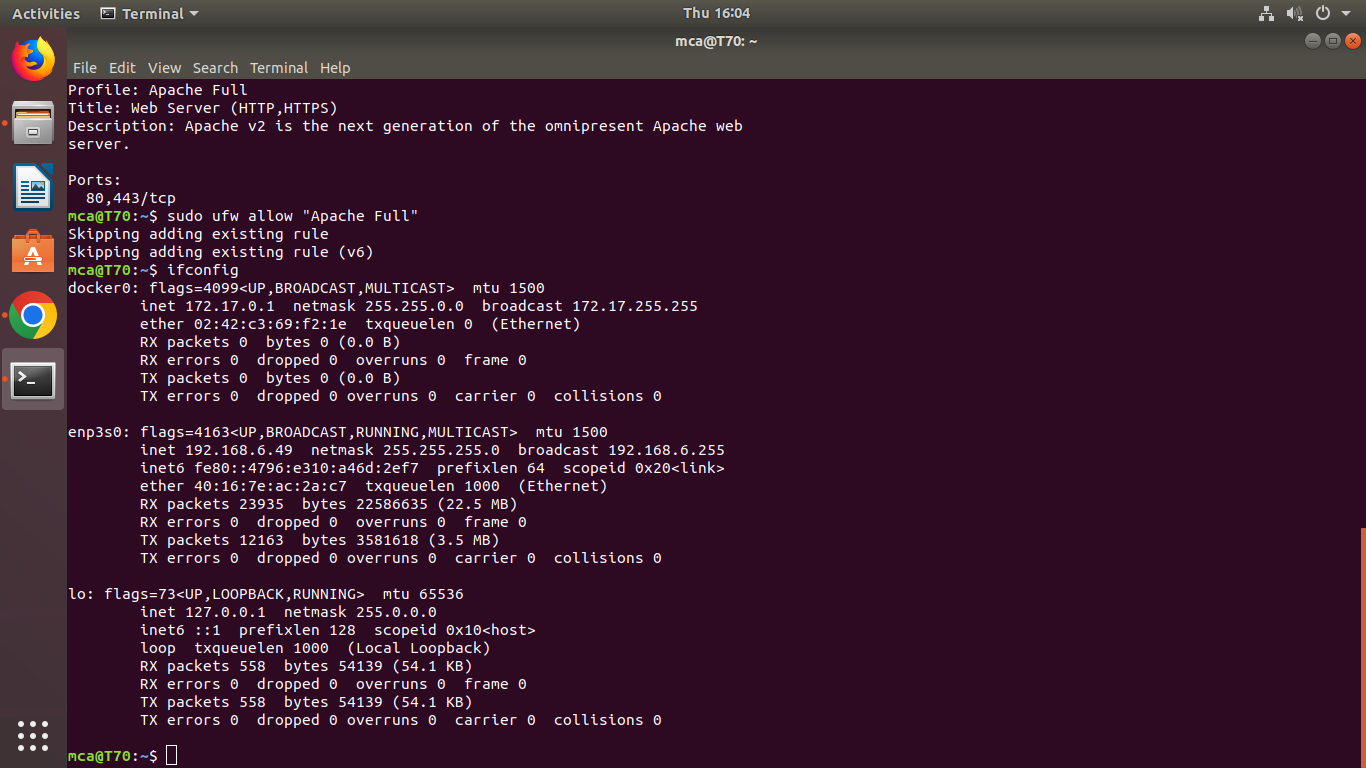 Activities Terminal Thu 16:04
mca@T70: ~
File Edit View Search Terminal Help
Profile: Apache Full
Title: Web Server (HTTP,HTTPS)
Description: Apache v2 is the next generation of the omnipresent Apache web
server.
Ports:
  80,443/tcp
mca@T70:~$ sudo ufw allow "Apache Full"
Skipping adding existing rule
Skipping adding existing rule (v6)
mca@T70:~$ ifconfig
docker0: flags=4099<UP,BROADCAST,MULTICAST>  mtu 1500
        inet 172.17.0.1  netmask 255.255.0.0  broadcast 172.17.255.255
        ether 02:42:c3:69:f2:1e  txqueuelen 0  (Ethernet)
        RX packets 0  bytes 0 (0.0 B)
        RX errors 0  dropped 0  overruns 0  frame 0
        TX packets 0  bytes 0 (0.0 B)
        TX errors 0  dropped 0 overruns 0  carrier 0  collisions 0
enp3s0: flags=4163<UP,BROADCAST,RUNNING,MULTICAST>  mtu 1500
        inet 192.168.6.49  netmask 255.255.255.0  broadcast 192.168.6.255
        inet6 fe80::4796:e310:a46d:2ef7  prefixlen 64  scopeid 0x20<link>
        ether 40:16:7e:ac:2a:c7  txqueuelen 1000  (Ethernet)
        RX packets 23935  bytes 22586635 (22.5 MB)
        RX errors 0  dropped 0  overruns 0  frame 0
        TX packets 12163  bytes 3581618 (3.5 MB)
        TX errors 0  dropped 0 overruns 0  carrier 0  collisions 0
lo: flags=73<UP,LOOPBACK,RUNNING>  mtu 65536
        inet 127.0.0.1  netmask 255.0.0.0
        inet6 ::1  prefixlen 128  scopeid 0x10<host>
        loop  txqueuelen 1000  (Local Loopback)
        RX packets 558  bytes 54139 (54.1 KB)
        RX errors 0  dropped 0  overruns 0  frame 0
        TX packets 558  bytes 54139 (54.1 KB)
        TX errors 0  dropped 0 overruns 0  carrier 0  collisions 0
mca@T70:~$